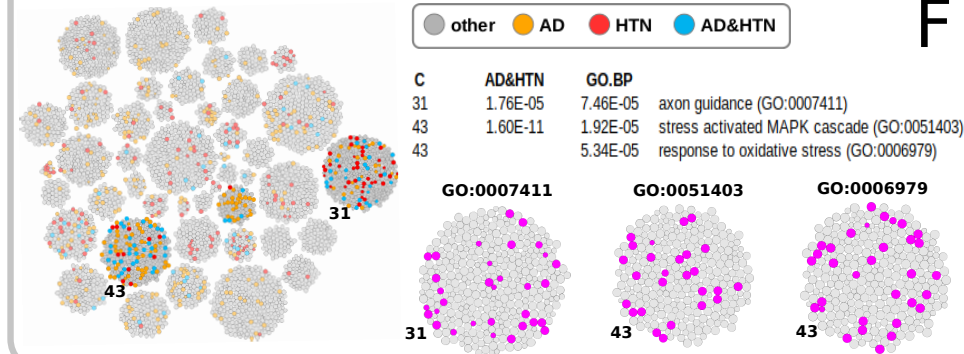 other AD HTN AD&HTN
F
C AD&HTN GO.BP
31 1.76E-05 7.46E-05 axon guidance (GO:0007411)
43 1.60E-11 1.92E-05 stress activated MAPK cascade (GO:0051403)
43 5.34E-05 response to oxidative stress (GO:0006979)
31
43
GO:0007411 GO:0051403 GO:0006979
31 43 43